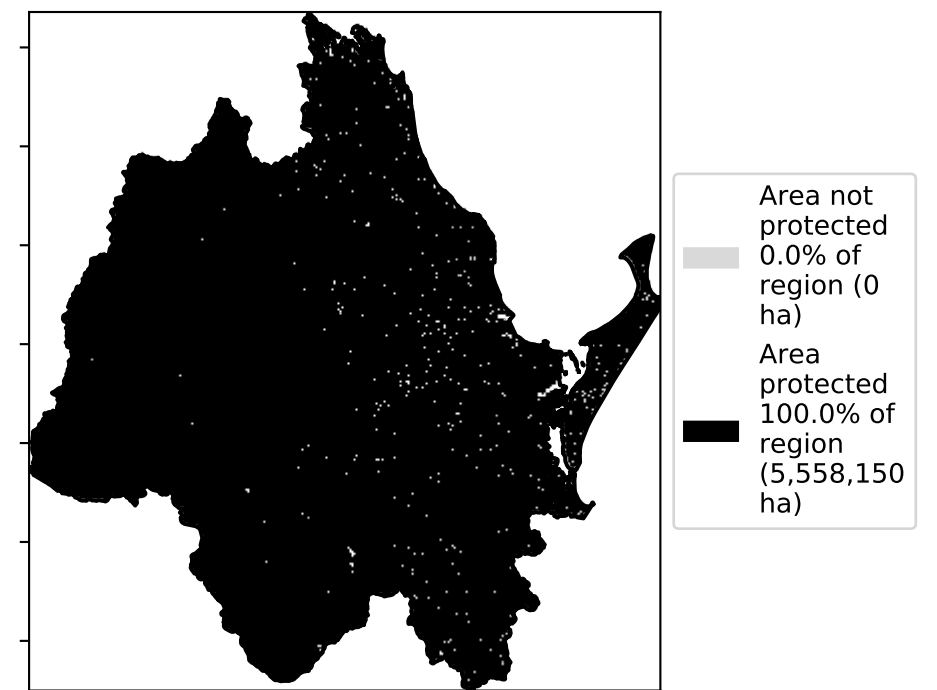 Area not
protected
0.0% of
region (0
ha)
Area
protected
100.0% of
region
(5,558,150
ha)